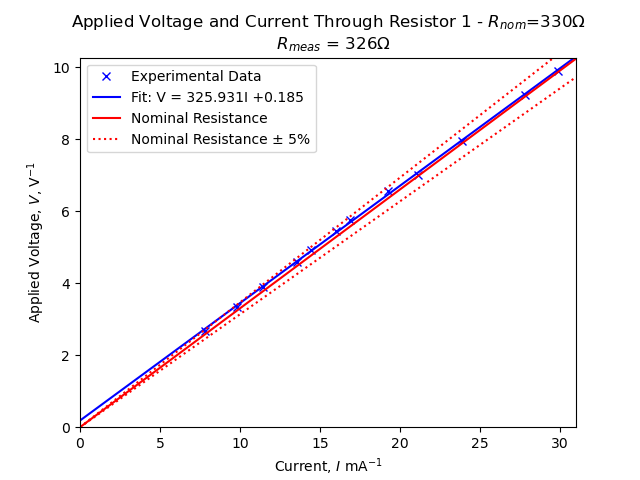 Applied Voltage and Current Through Resistor 1 - Rₙₒₘ=330Ω
Rₘₑₐₛ = 326Ω
Experimental Data
Fit: V = 325.931I +0.185
Nominal Resistance
Nominal Resistance ± 5%
Applied Voltage, V, V⁻¹
10
8
6
4
2
0
0 5 10 15 20 25 30
Current, I mA⁻¹